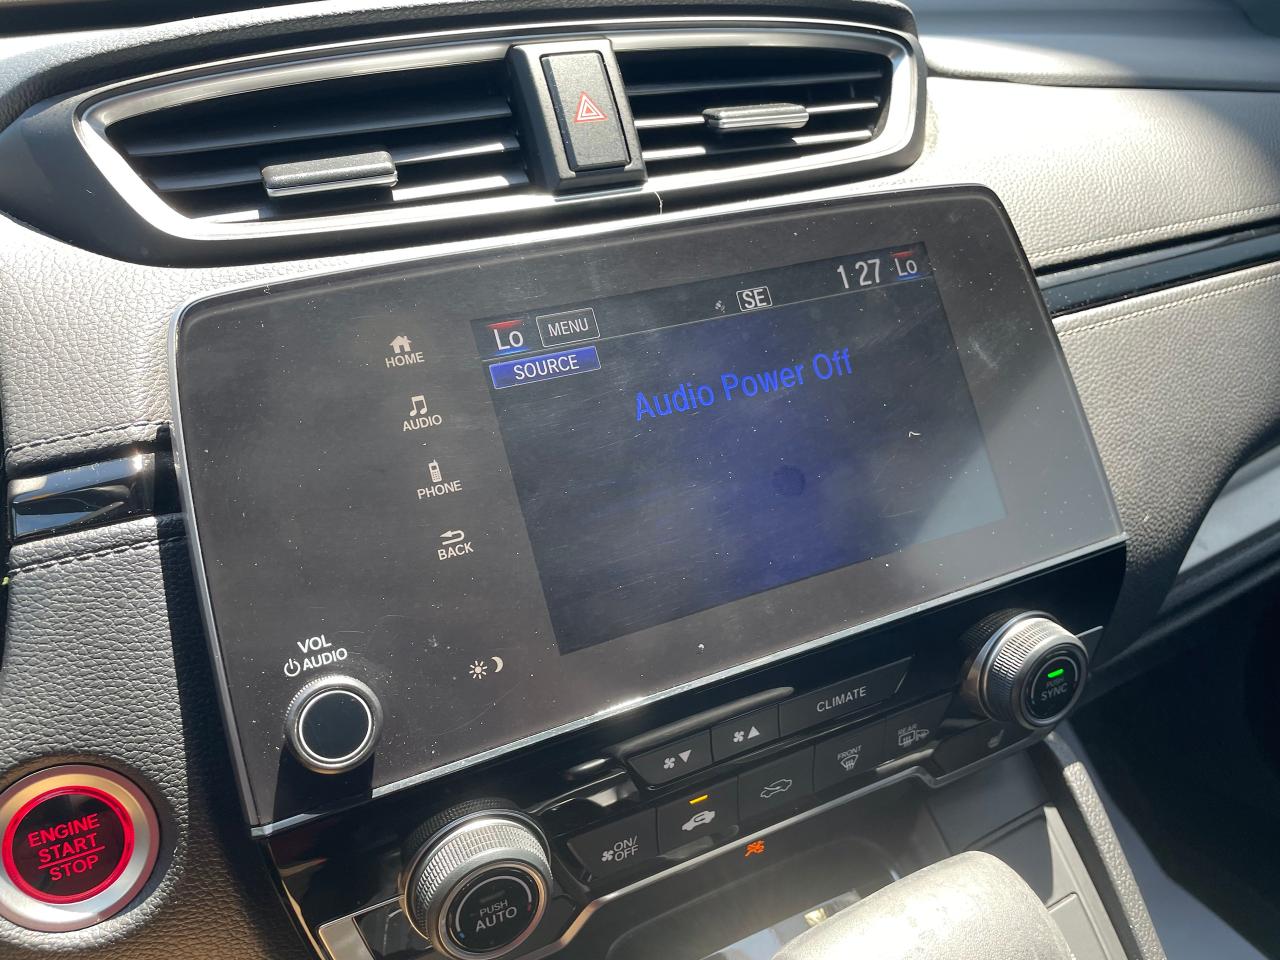 Lo
MENU
SE
1 27
Lo
SOURCE
Audio Power Off
HOME
AUDIO
PHONE
BACK
VOL
AUDIO
ENGINE
START
STOP
PUSH
AUTO
ON/
OFF
CLIMATE
FRONT
REAR
PUSH
SYNC